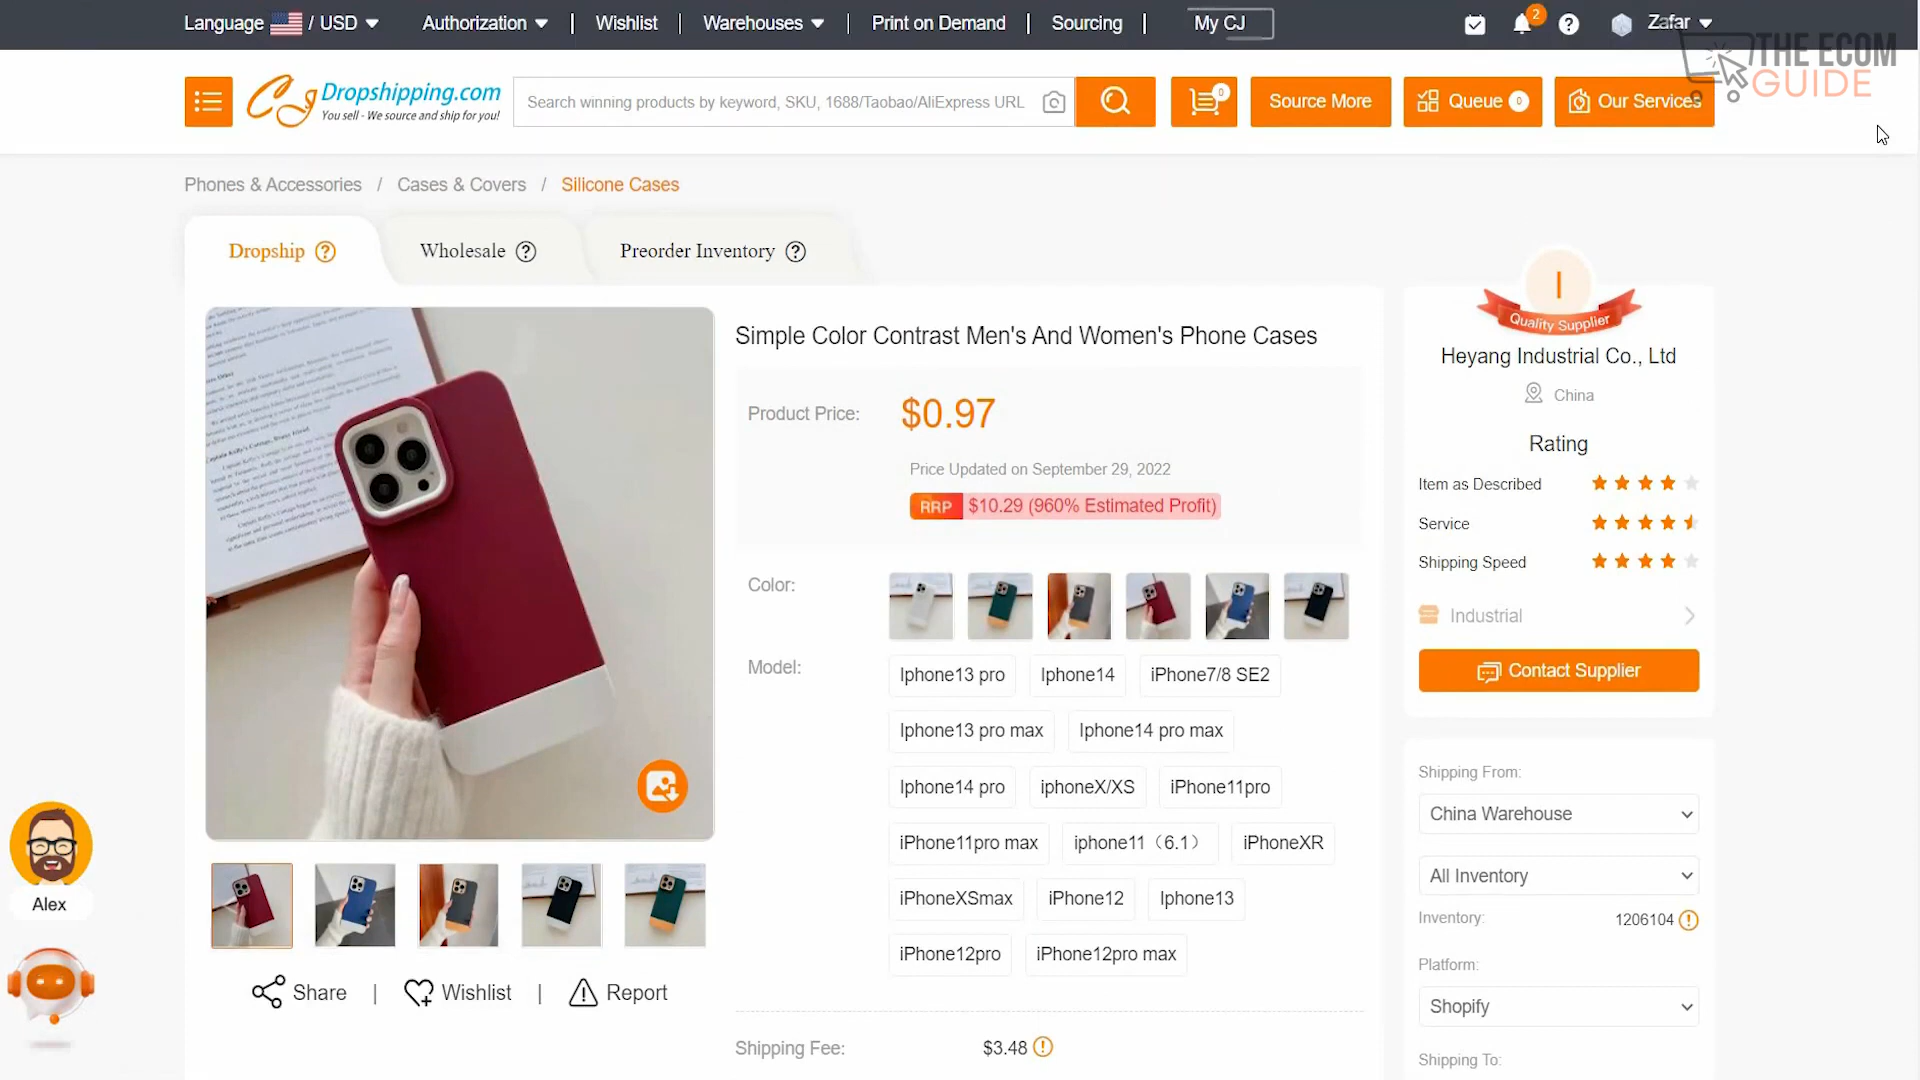 Language / USD
Authorization
Wishlist
Warehouses
Print on Demand
Sourcing
My CJ
2
Zafar
THE ECOM
GUIDE
CJ Dropshipping.com
You sell - We source and ship for you!
Search winning products by keyword, SKU, 1688/Taobao/AliExpress URL
0
Source More
Queue 0
Our Services
Phones & Accessories / Cases & Covers / Silicone Cases
Dropship
Wholesale
Preorder Inventory
Simple Color Contrast Men's And Women's Phone Cases
Product Price: $0.97
Price Updated on September 29, 2022
RRP $10.29 (960% Estimated Profit)
Color:
Model:
Iphone13 pro
Iphone14
iPhone7/8 SE2
Iphone13 pro max
Iphone14 pro max
Iphone14 pro
iphoneX/XS
iPhone11pro
iPhone11pro max
iphone11（6.1）
iPhoneXR
iPhoneXSmax
iPhone12
Iphone13
iPhone12pro
iPhone12pro max
Shipping Fee: $3.48
Share
Wishlist
Report
Alex
I
Quality Supplier
Heyang Industrial Co., Ltd
China
Rating
Item as Described
Service
Shipping Speed
Industrial
Contact Supplier
Shipping From:
China Warehouse
All Inventory
Inventory: 1206104
Platform:
Shopify
Shipping To: